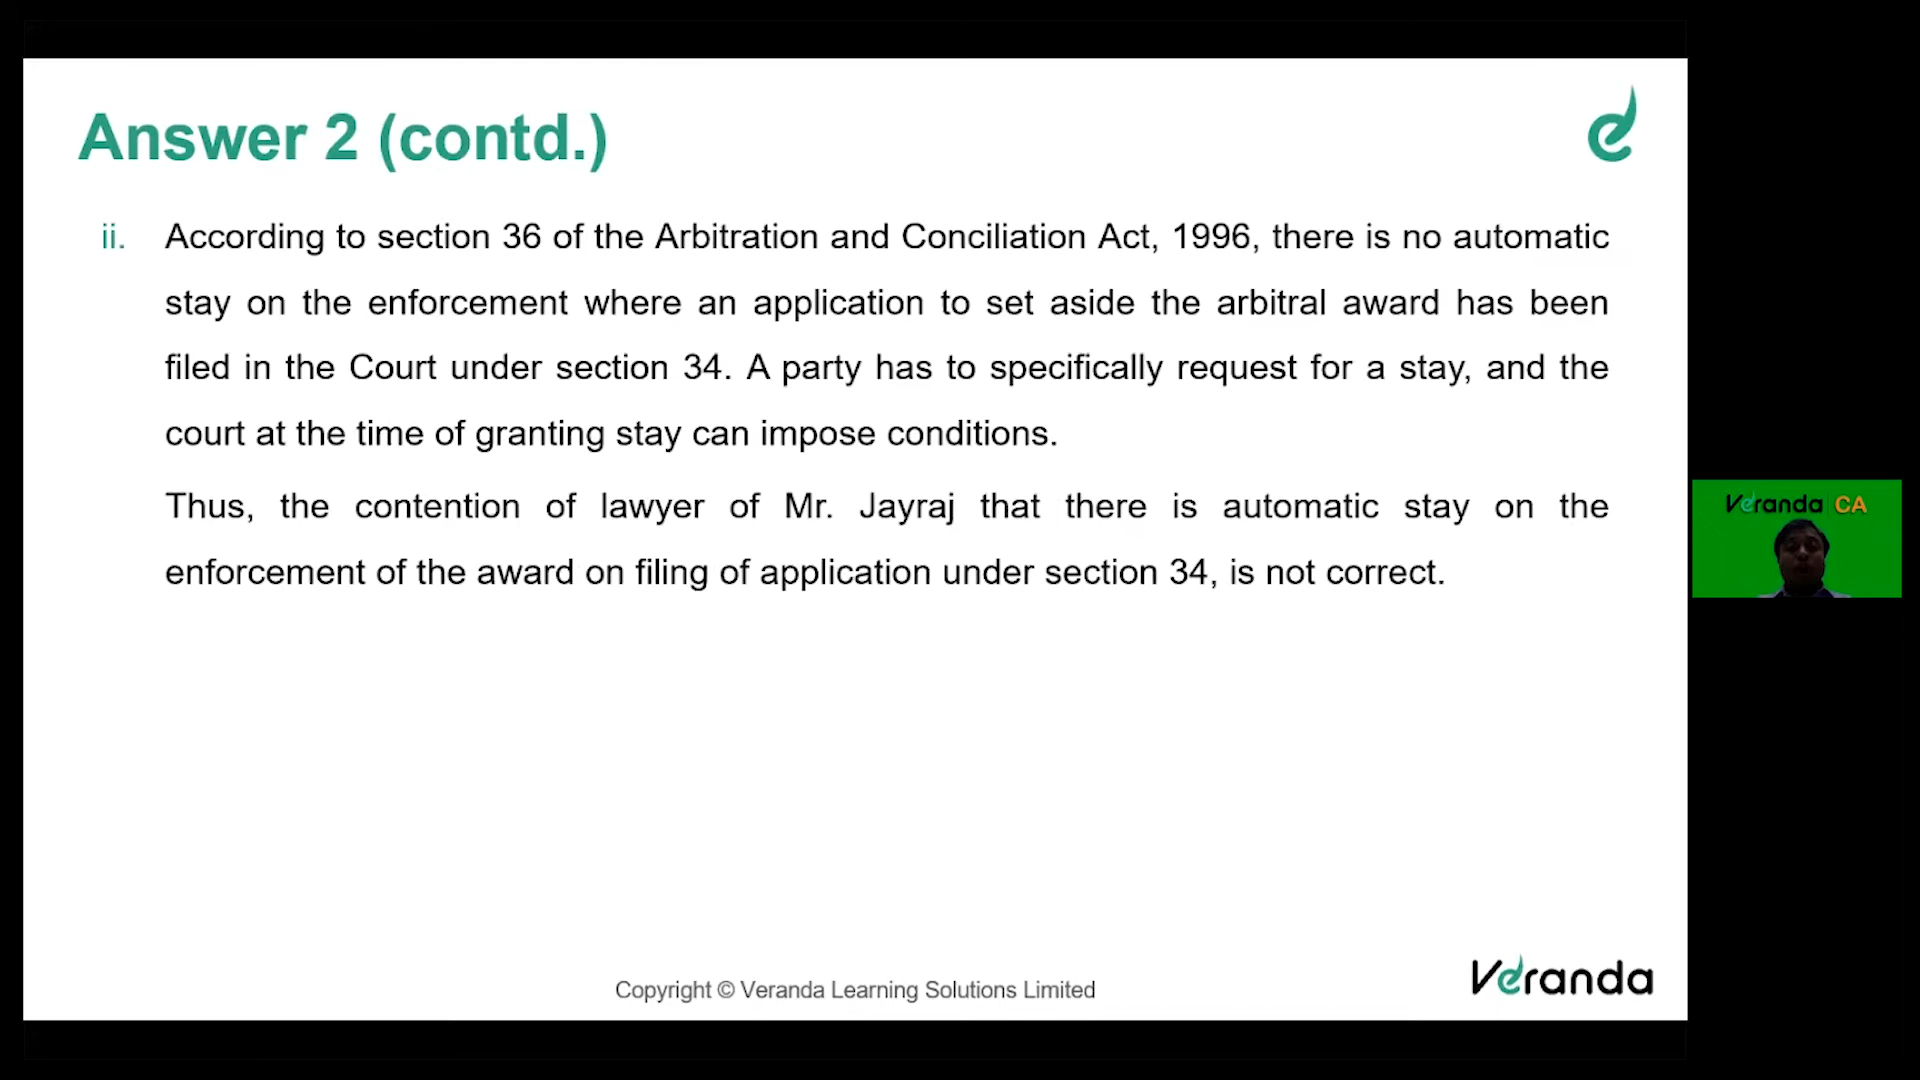 Answer 2 (contd.)
ii. According to section 36 of the Arbitration and Conciliation Act, 1996, there is no automatic
stay on the enforcement where an application to set aside the arbitral award has been
filed in the Court under section 34. A party has to specifically request for a stay, and the
court at the time of granting stay can impose conditions.
Thus, the contention of lawyer of Mr. Jayraj that there is automatic stay on the
enforcement of the award on filing of application under section 34, is not correct.
Veranda CA
Copyright © Veranda Learning Solutions Limited
Veranda